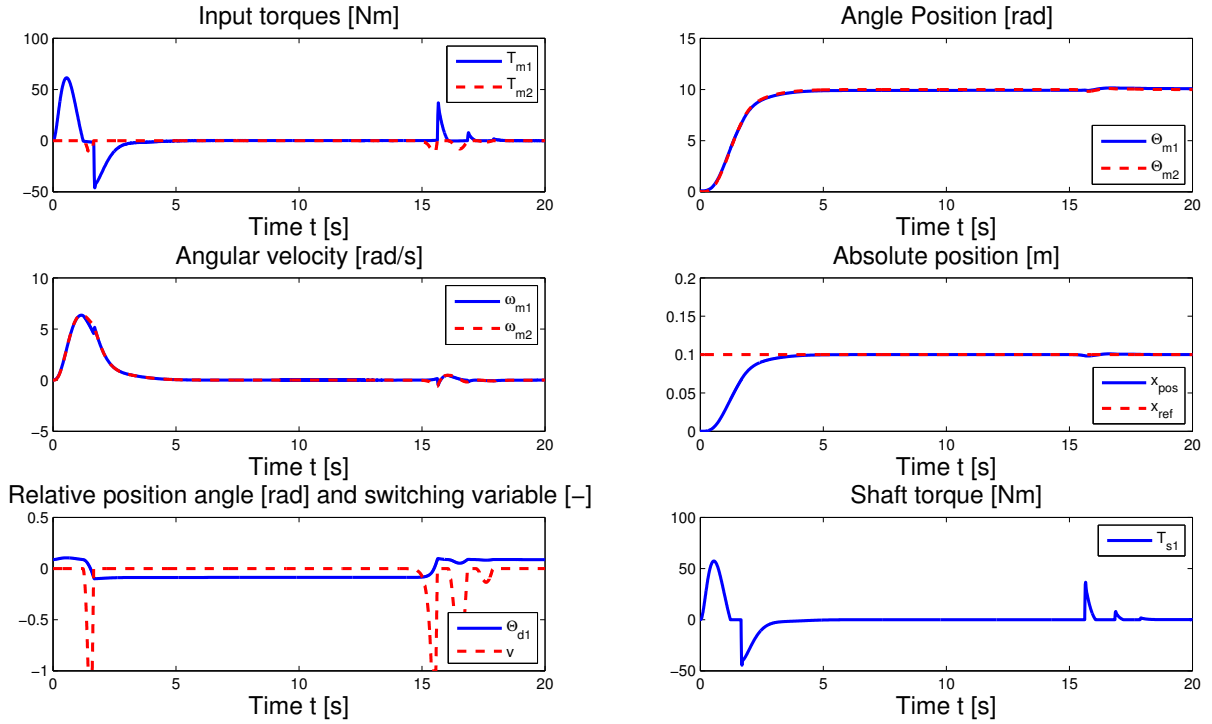 Input torques [Nm]
100
50
0
−50
0 5 10 15 20
T_m1
T_m2
Time t [s]
Angle Position [rad]
15
10
5
0
0 5 10 15 20
Θ_m1
Θ_m2
Time t [s]
Angular velocity [rad/s]
10
5
0
−5
0 5 10 15 20
ω_m1
ω_m2
Time t [s]
Absolute position [m]
0.2
0.15
0.1
0.05
0
0 5 10 15 20
x_pos
x_ref
Time t [s]
Relative position angle [rad] and switching variable [−]
0.5
0
−0.5
−1
0 5 10 15 20
Θ_d1
v
Time t [s]
Shaft torque [Nm]
100
50
0
−50
0 5 10 15 20
T_s1
Time t [s]